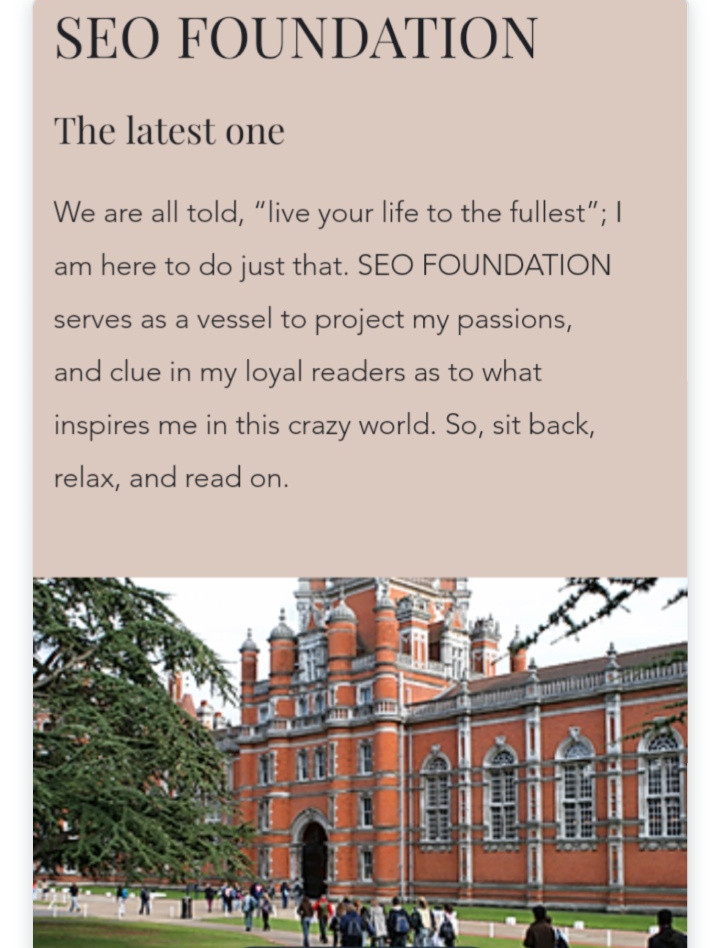 SEO FOUNDATION
The latest one
We are all told, “live your life to the fullest”; I
am here to do just that. SEO FOUNDATION
serves as a vessel to project my passions,
and clue in my loyal readers as to what
inspires me in this crazy world. So, sit back,
relax, and read on.